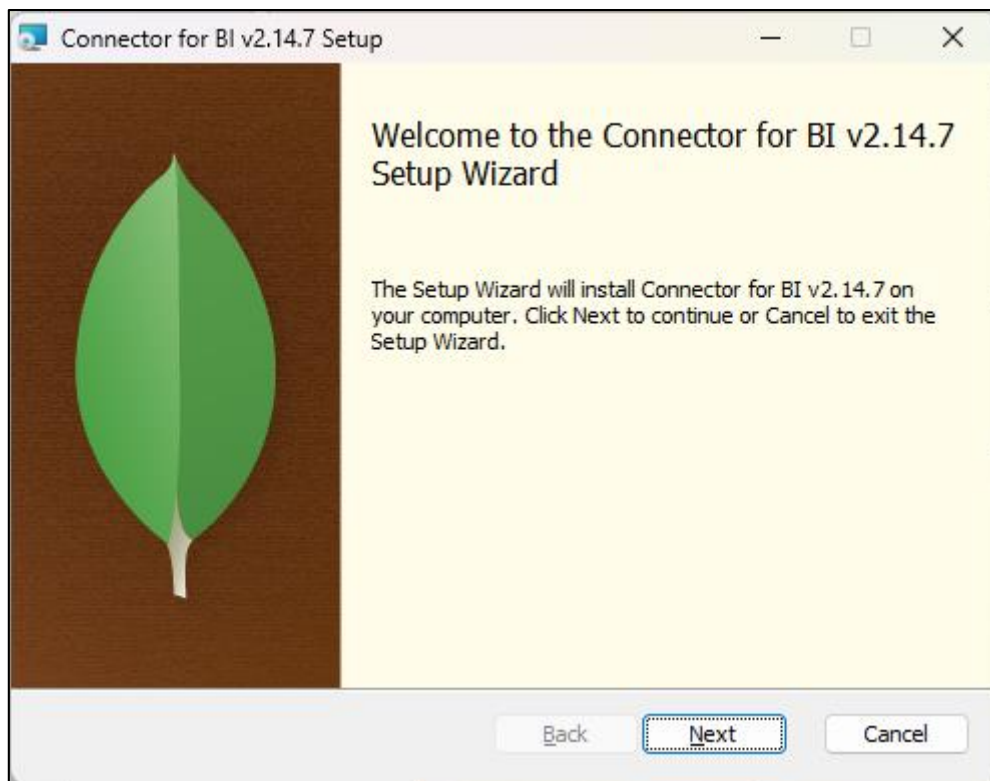 Connector for BI v2.14.7 Setup
Welcome to the Connector for BI v2.14.7
Setup Wizard
The Setup Wizard will install Connector for BI v2.14.7 on
your computer. Click Next to continue or Cancel to exit the
Setup Wizard.
Back Next Cancel